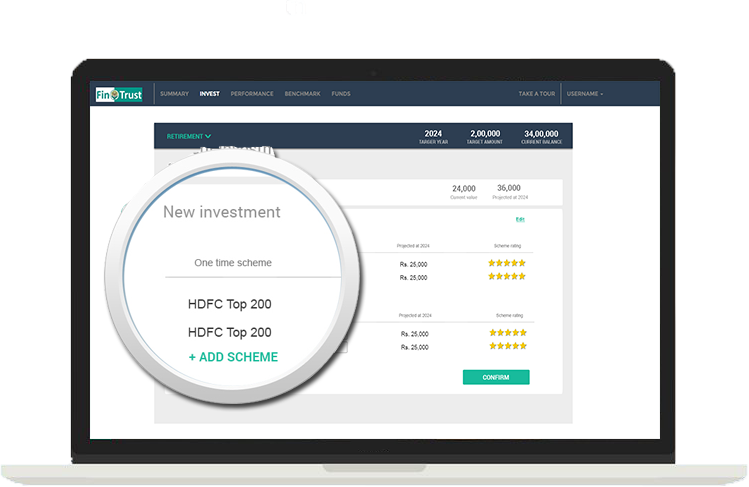 Fin Trust
SUMMARY INVEST PERFORMANCE BENCHMARK FUNDS TAKE A TOUR USERNAME
RETIREMENT 2024 2,00,000 34,00,000
TARGER YEAR TARGET AMOUNT CURRENT BALANCE
24,000 36,000
Current value Projected at 2024
New investment
Edit
Projected at 2024 Scheme rating
One time scheme Rs. 25,000
Rs. 25,000
HDFC Top 200
Projected at 2024 Scheme rating
HDFC Top 200 Rs. 25,000
Rs. 25,000
+ ADD SCHEME
CONFIRM